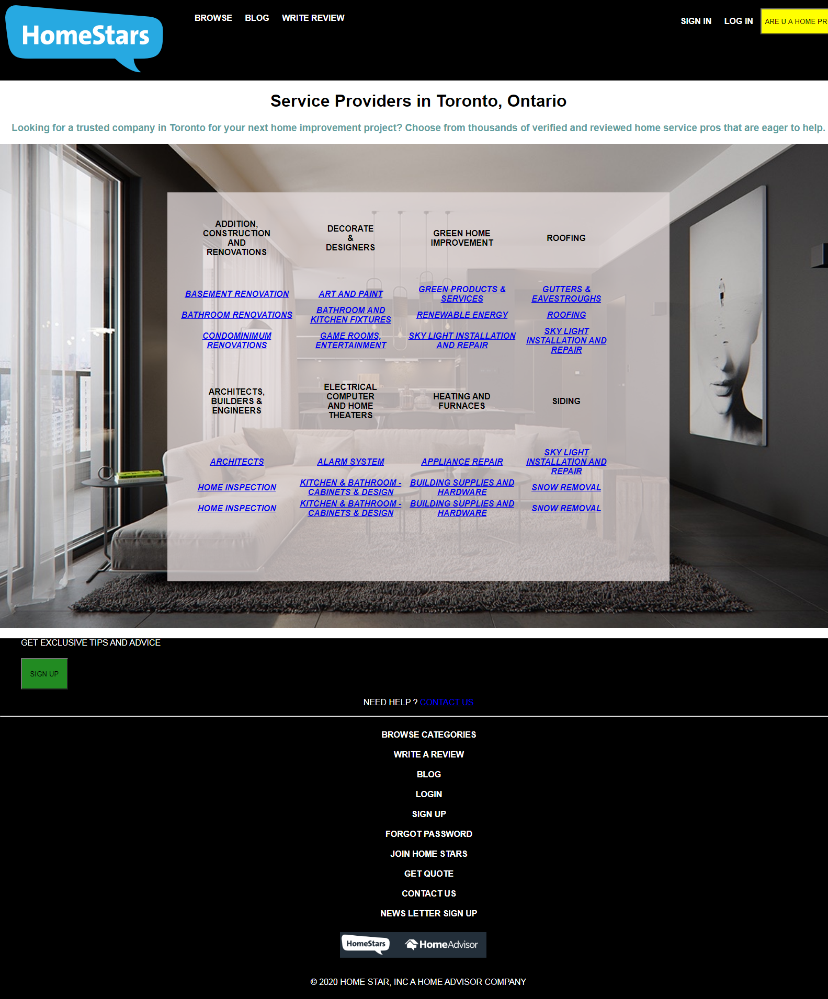 HomeStars
BROWSE BLOG WRITE REVIEW
SIGN IN LOG IN ARE U A HOME PR
Service Providers in Toronto, Ontario
Looking for a trusted company in Toronto for your next home improvement project? Choose from thousands of verified and reviewed home service pros that are eager to help.
ADDITION,
CONSTRUCTION
AND
RENOVATIONS
DECORATE
&
DESIGNERS
GREEN HOME
IMPROVEMENT
ROOFING
BASEMENT RENOVATION
ART AND PAINT
GREEN PRODUCTS &
SERVICES
GUTTERS &
EAVESTROUGHS
BATHROOM RENOVATIONS
BATHROOM AND
KITCHEN FIXTURES
RENEWABLE ENERGY
ROOFING
CONDOMINIMUM
RENOVATIONS
GAME ROOMS,
ENTERTAINMENT
SKY LIGHT INSTALLATION
AND REPAIR
SKY LIGHT
INSTALLATION AND
REPAIR
ARCHITECTS,
BUILDERS &
ENGINEERS
ELECTRICAL
COMPUTER
AND HOME
THEATERS
HEATING AND
FURNACES
SIDING
ARCHITECTS
ALARM SYSTEM
APPLIANCE REPAIR
SKY LIGHT
INSTALLATION AND
REPAIR
HOME INSPECTION
KITCHEN & BATHROOM -
CABINETS & DESIGN
BUILDING SUPPLIES AND
HARDWARE
SNOW REMOVAL
HOME INSPECTION
KITCHEN & BATHROOM -
CABINETS & DESIGN
BUILDING SUPPLIES AND
HARDWARE
SNOW REMOVAL
GET EXCLUSIVE TIPS AND ADVICE
SIGN UP
NEED HELP ? CONTACT US
BROWSE CATEGORIES
WRITE A REVIEW
BLOG
LOGIN
SIGN UP
FORGOT PASSWORD
JOIN HOME STARS
GET QUOTE
CONTACT US
NEWS LETTER SIGN UP
HomeStars HomeAdvisor
© 2020 HOME STAR, INC A HOME ADVISOR COMPANY